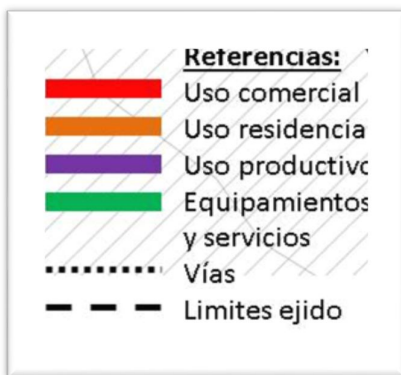 Referencias:
Uso comercial
Uso residencia
Uso productivo
Equipamientos
y servicios
Vías
Limites ejido